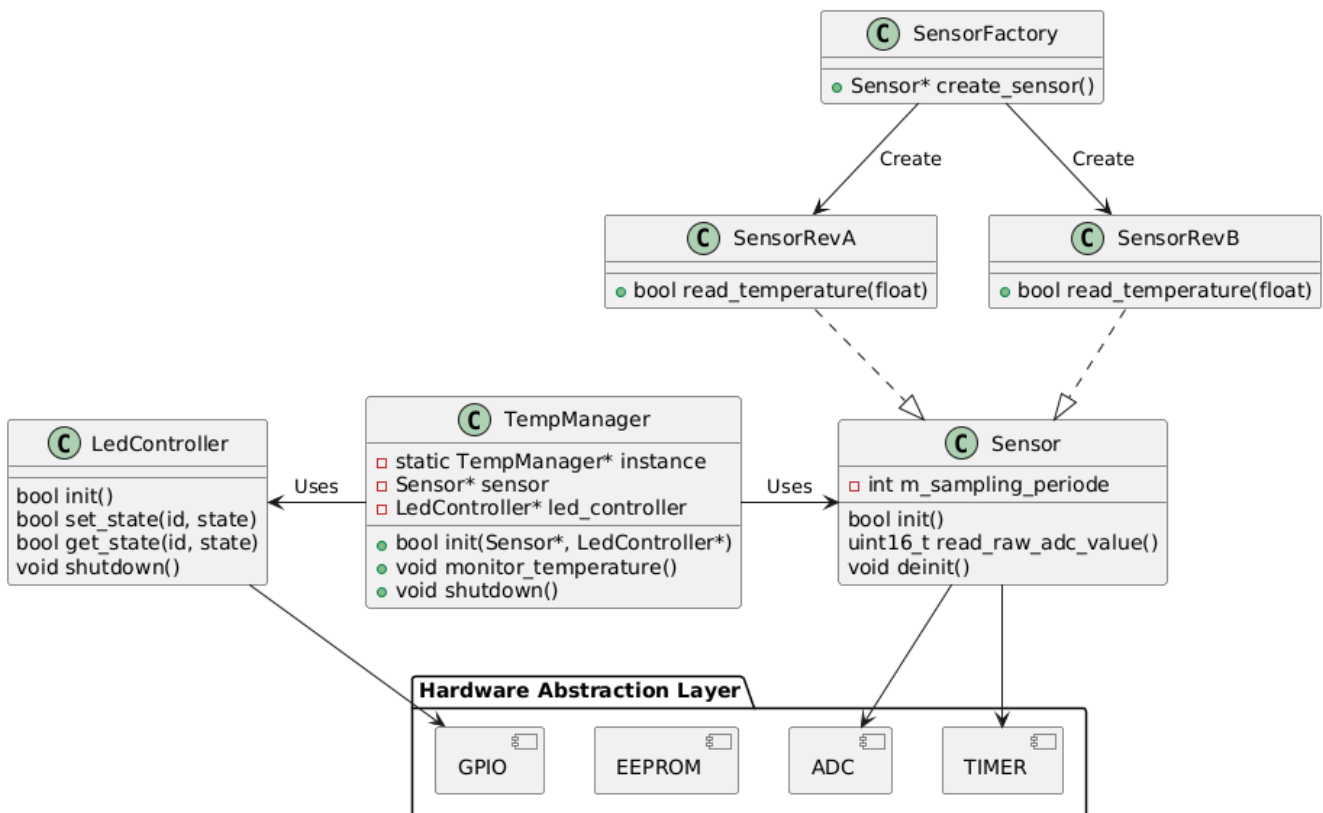 C SensorFactory
Sensor* create_sensor()
Create
Create
C SensorRevA
bool read_temperature(float)
C SensorRevB
bool read_temperature(float)
C LedController
bool init()
bool set_state(id, state)
bool get_state(id, state)
void shutdown()
Uses
C TempManager
static TempManager* instance
Sensor* sensor
LedController* led_controller
bool init(Sensor*, LedController*)
void monitor_temperature()
void shutdown()
Uses
C Sensor
int m_sampling_periode
bool init()
uint16_t read_raw_adc_value()
void deinit()
Hardware Abstraction Layer
GPIO
EEPROM
ADC
TIMER